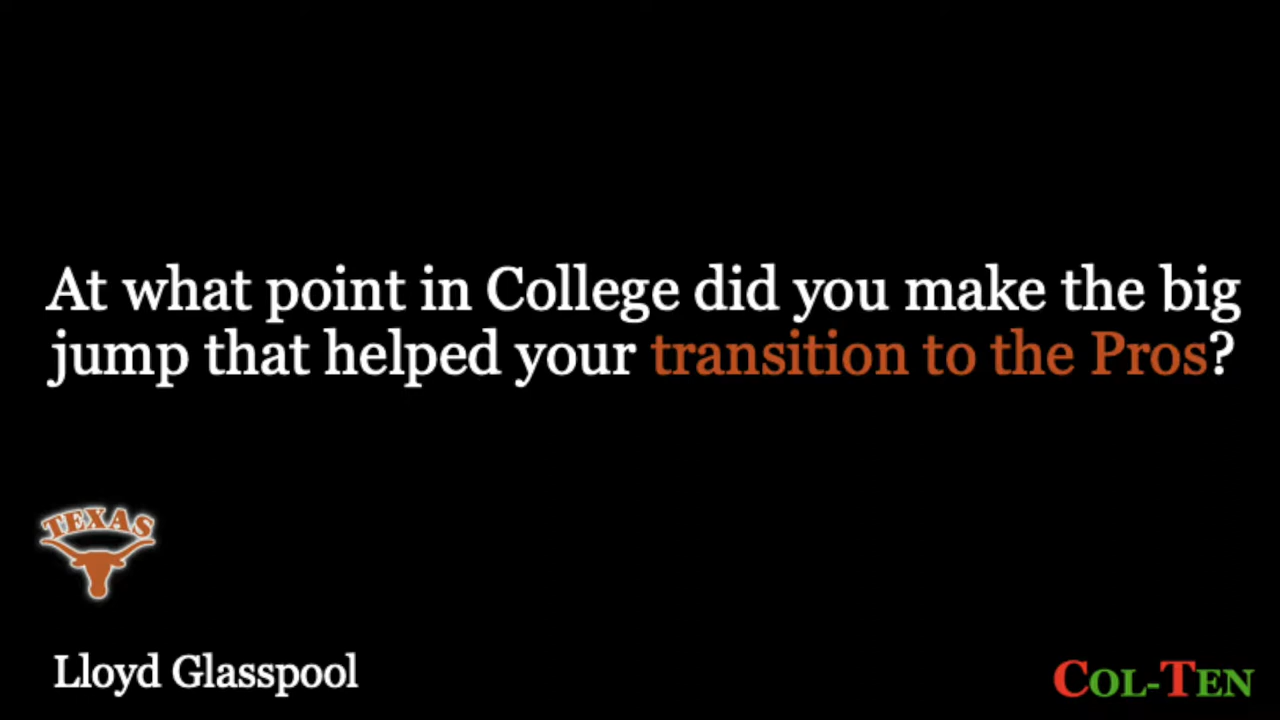 At what point in College did you make the big
jump that helped your transition to the Pros?
TEXAS
Lloyd Glasspool
COL-TEN